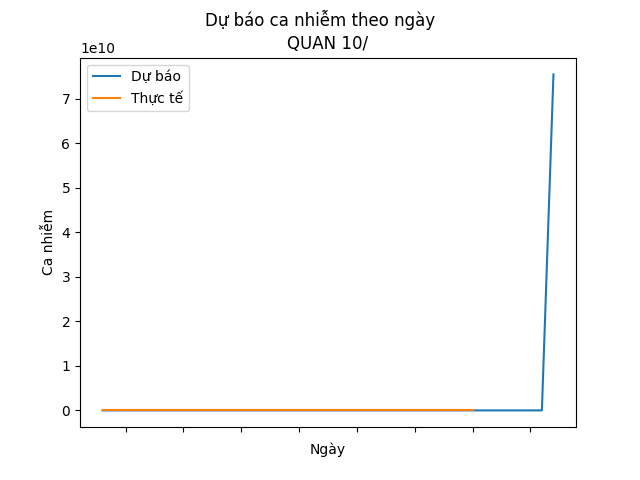 Dự báo ca nhiễm theo ngày
QUAN 10/
1e10
Dự báo
Thực tế
7
6
5
4
3
2
1
0
Ca nhiễm
Ngày